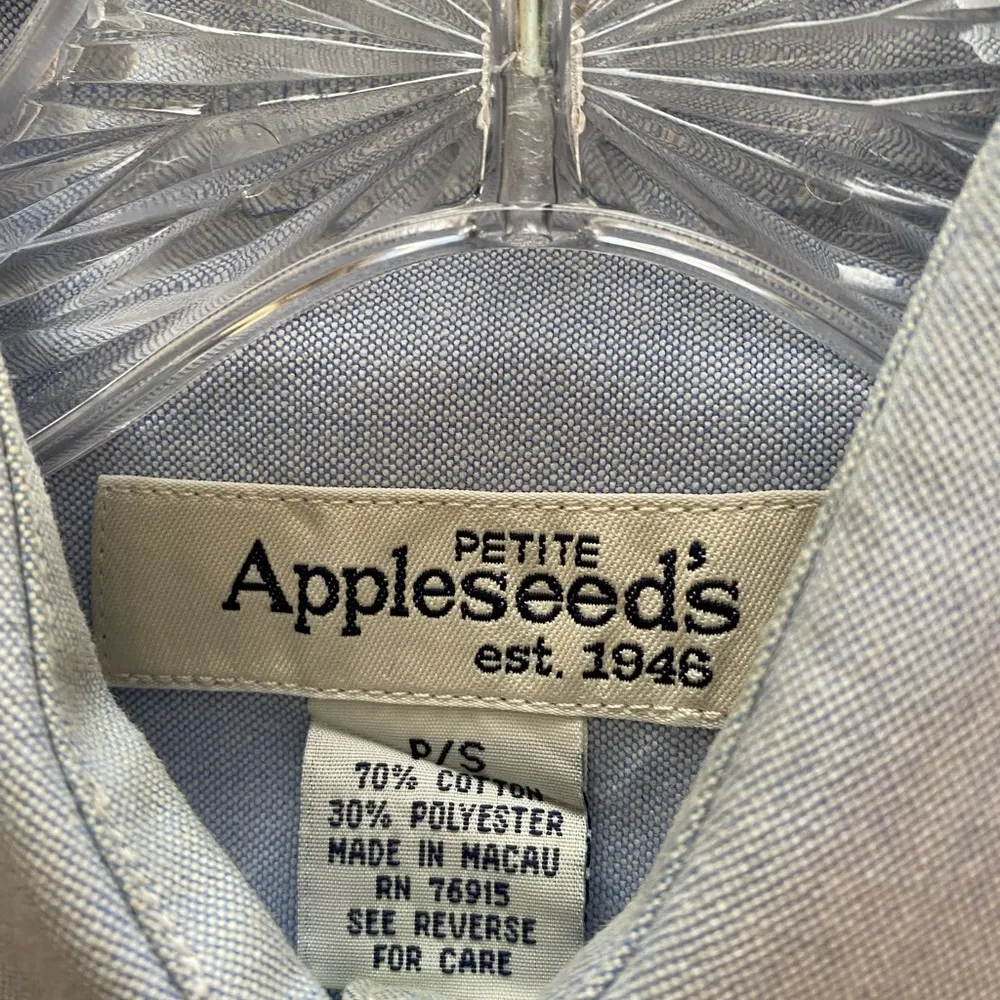 PETITE
Appleseed's
est. 1946
P/S
70% COTTON
30% POLYESTER
MADE IN MACAU
RN 76915
SEE REVERSE
FOR CARE